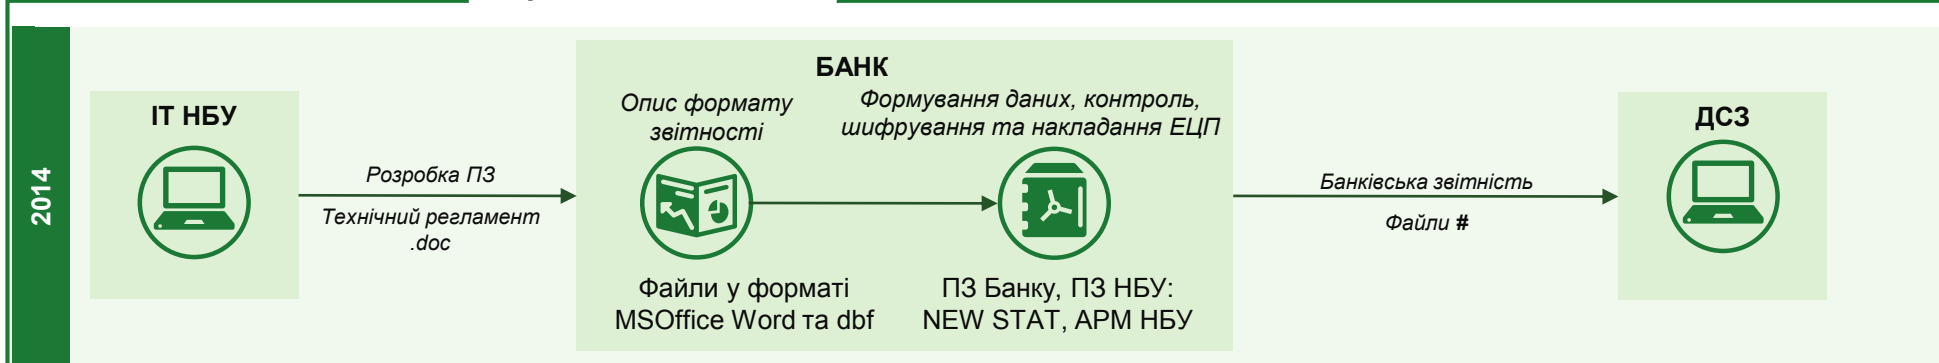 2014
ІТ НБУ
Розробка ПЗ
Технічний регламент
.doc
БАНК
Опис формату
звітності
Формування даних, контроль,
шифрування та накладання ЕЦП
Файли у форматі
MSOffice Word та dbf
ПЗ Банку, ПЗ НБУ:
NEW STAT, АРМ НБУ
Банківська звітність
Файли #
ДСЗ